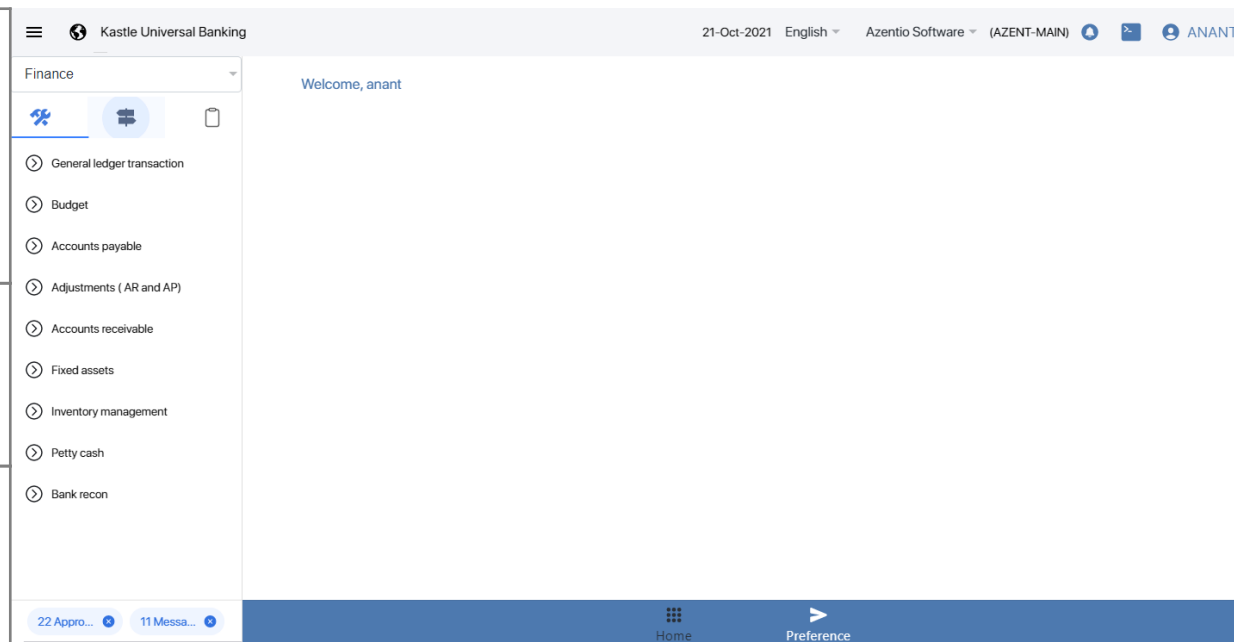 Kastle Universal Banking 21-Oct-2021 English Azentio Software (AZENT-MAIN) ANANT
Finance
Welcome, anant
General ledger transaction
Budget
Accounts payable
Adjustments ( AR and AP)
Accounts receivable
Fixed assets
Inventory management
Petty cash
Bank recon
22 Appro... 11 Messa...
Home Preference